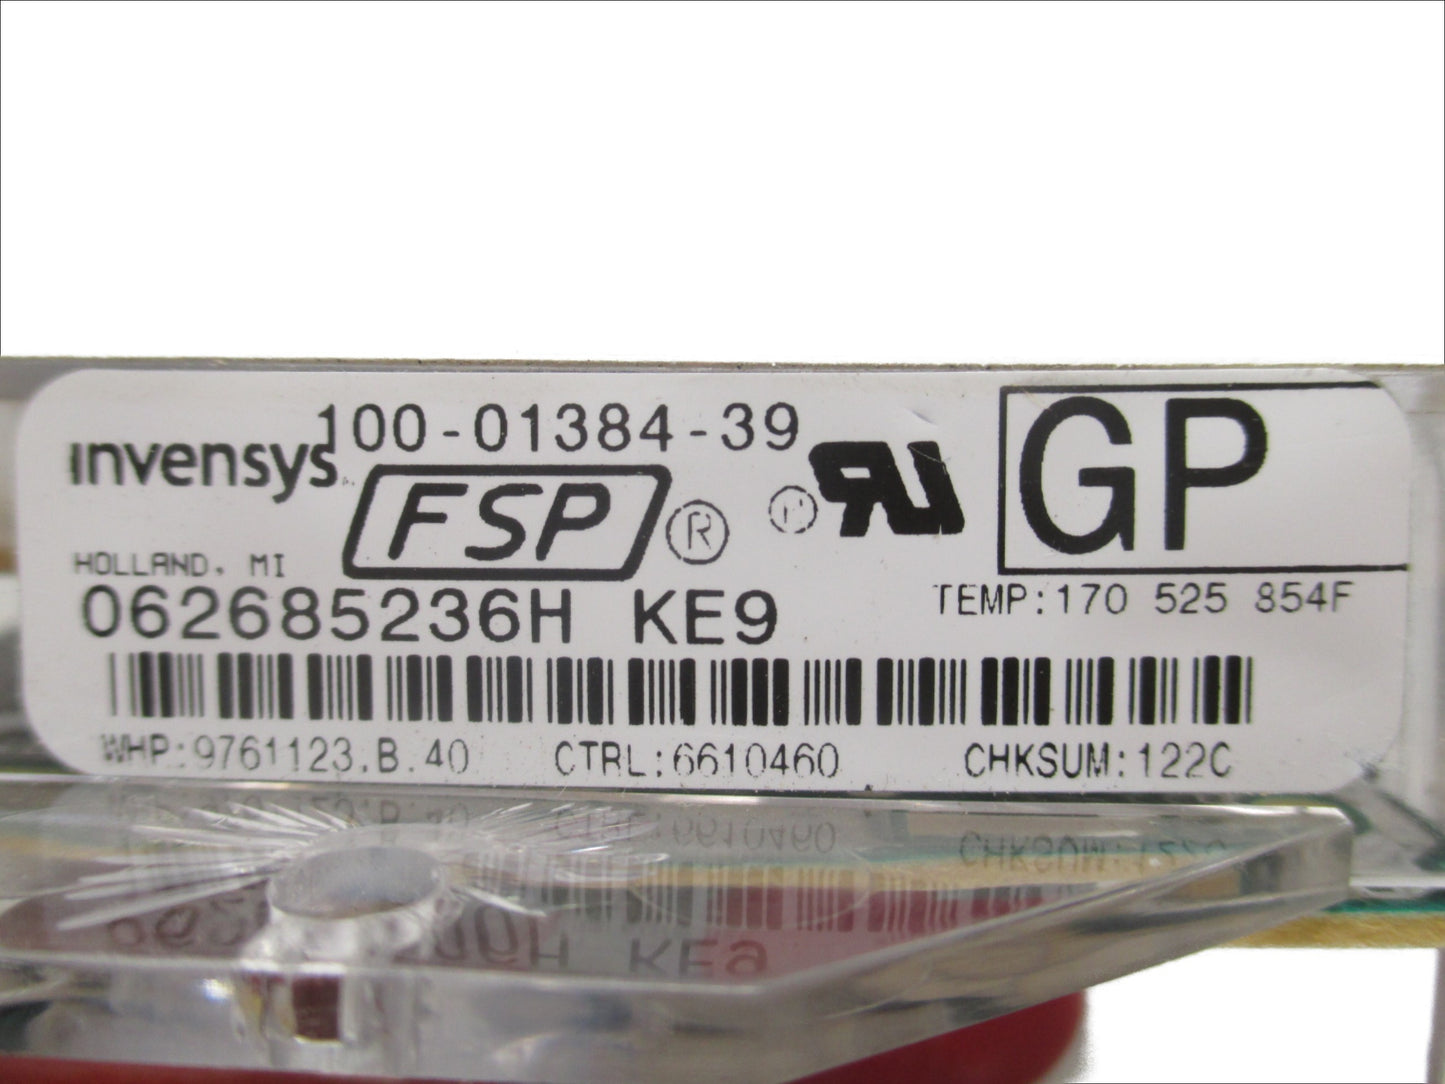 100-01384-39
invensys
FSP ®
GP
HOLLAND, MI
062685236H KE9
TEMP:170 525 854F
WHP:9761123.B.40 CTRL:6610460 CHKSUM:122C